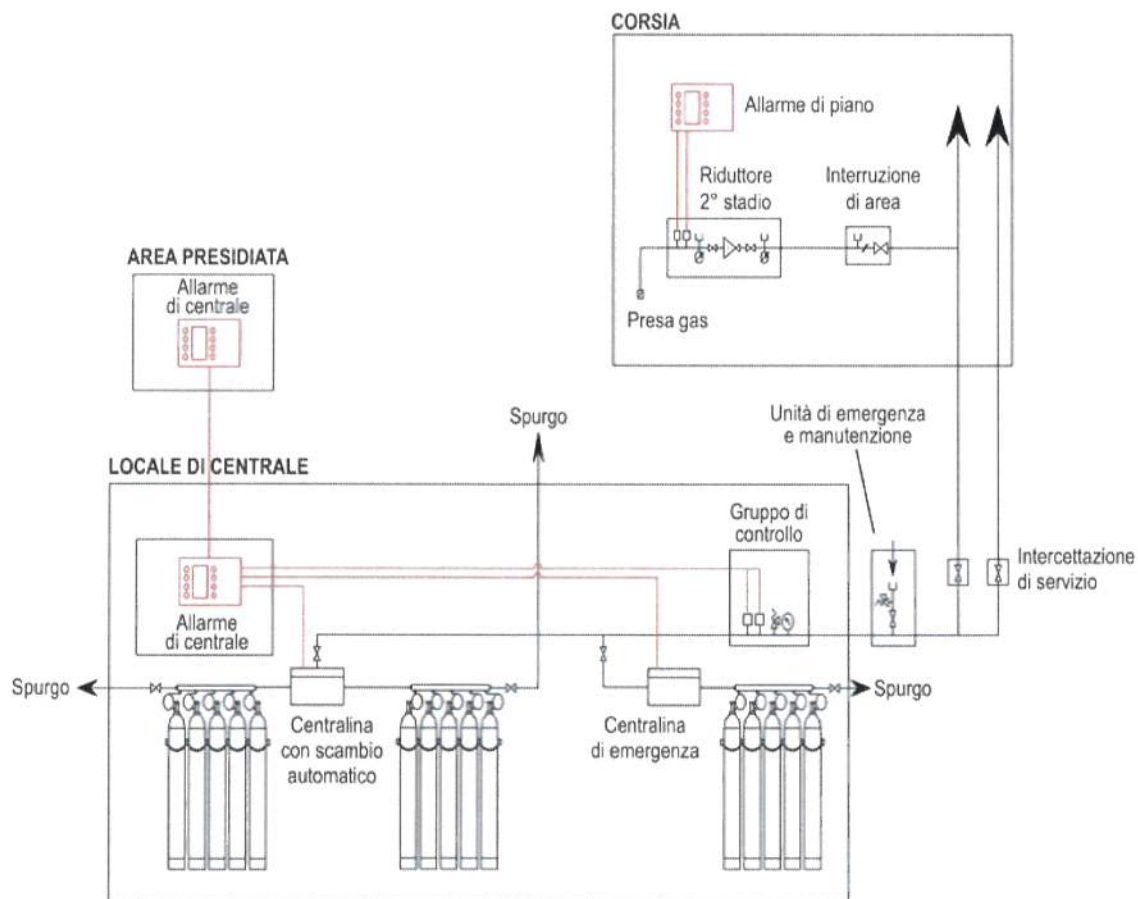 CORSIA
Allarme di piano
Riduttore
2° stadio
Interruzione
di area
Presa gas
AREA PRESIDIATA
Allarme
di centrale
Spurgo
Unità di emergenza
e manutenzione
LOCALE DI CENTRALE
Gruppo di
controllo
Intercettazione
di servizio
Allarme
di centrale
Spurgo
Spurgo
Centralina
con scambio
automatico
Centralina
di emergenza